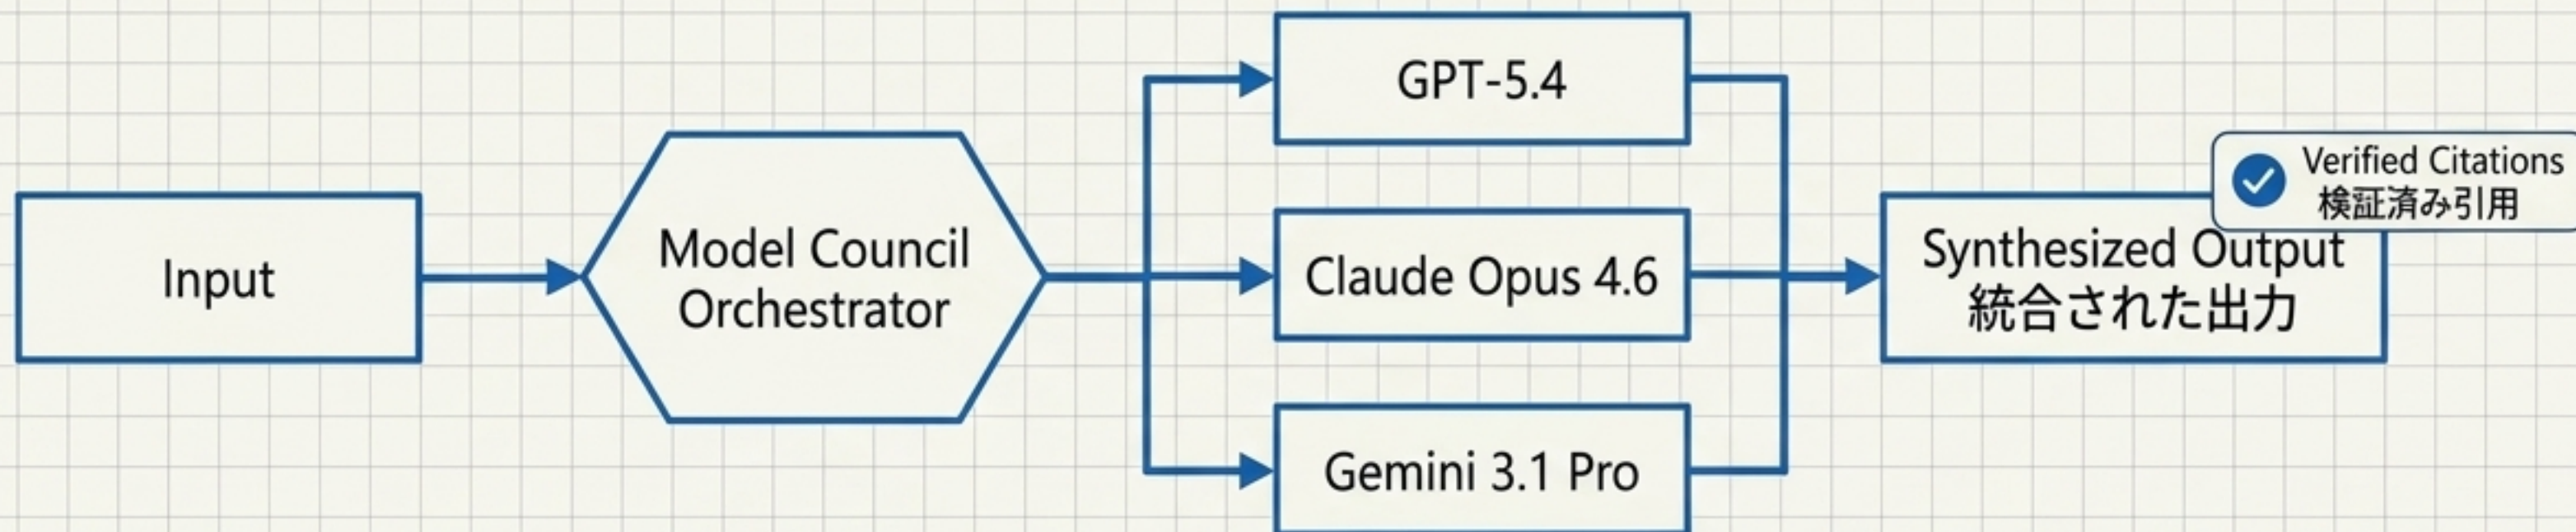 Input
Model Council
Orchestrator
GPT-5.4
Claude Opus 4.6
Gemini 3.1 Pro
Verified Citations
検証済み引用
Synthesized Output
統合された出力